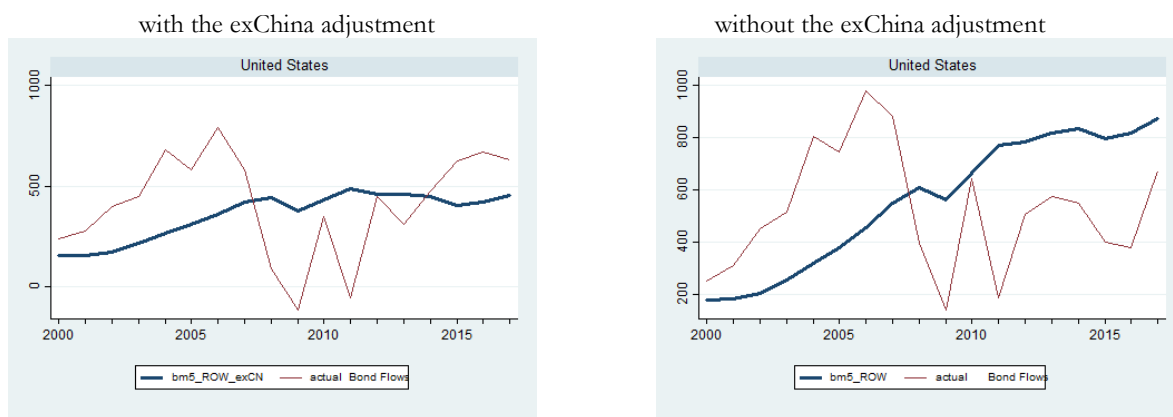 with the exChina adjustment
United States
1000
500
0
2000 2005 2010 2015
bm5_ROW_exCN actual Bond Flows
without the exChina adjustment
United States
1000
800
600
400
200
2000 2005 2010 2015
bm5_ROW actual Bond Flows